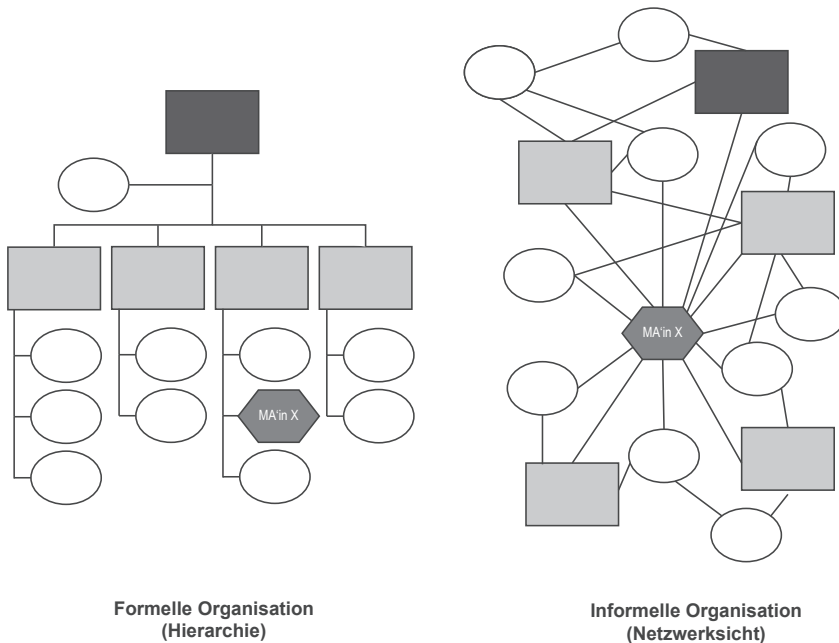 MA‘in X
MA‘in X
Formelle Organisation
(Hierarchie)
Informelle Organisation
(Netzwerksicht)